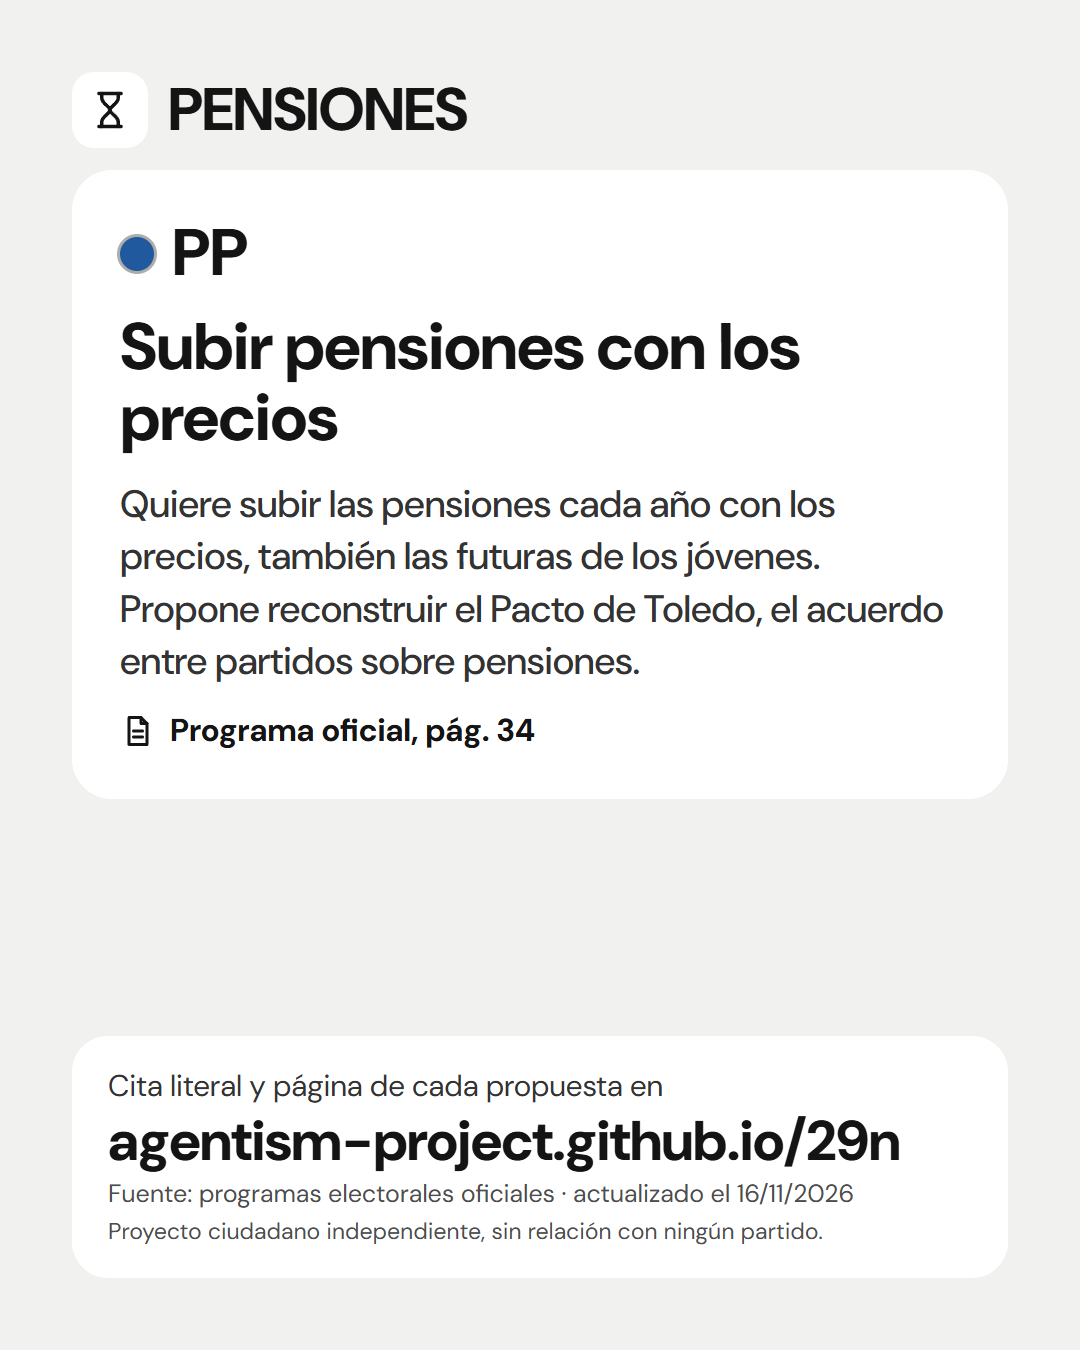 PENSIONES
PP
Subir pensiones con los
precios
Quiere subir las pensiones cada año con los
precios, también las futuras de los jóvenes.
Propone reconstruir el Pacto de Toledo, el acuerdo
entre partidos sobre pensiones.
Programa oficial, pág. 34
Cita literal y página de cada propuesta en
agentism-project.github.io/29n
Fuente: programas electorales oficiales · actualizado el 16/11/2026
Proyecto ciudadano independiente, sin relación con ningún partido.